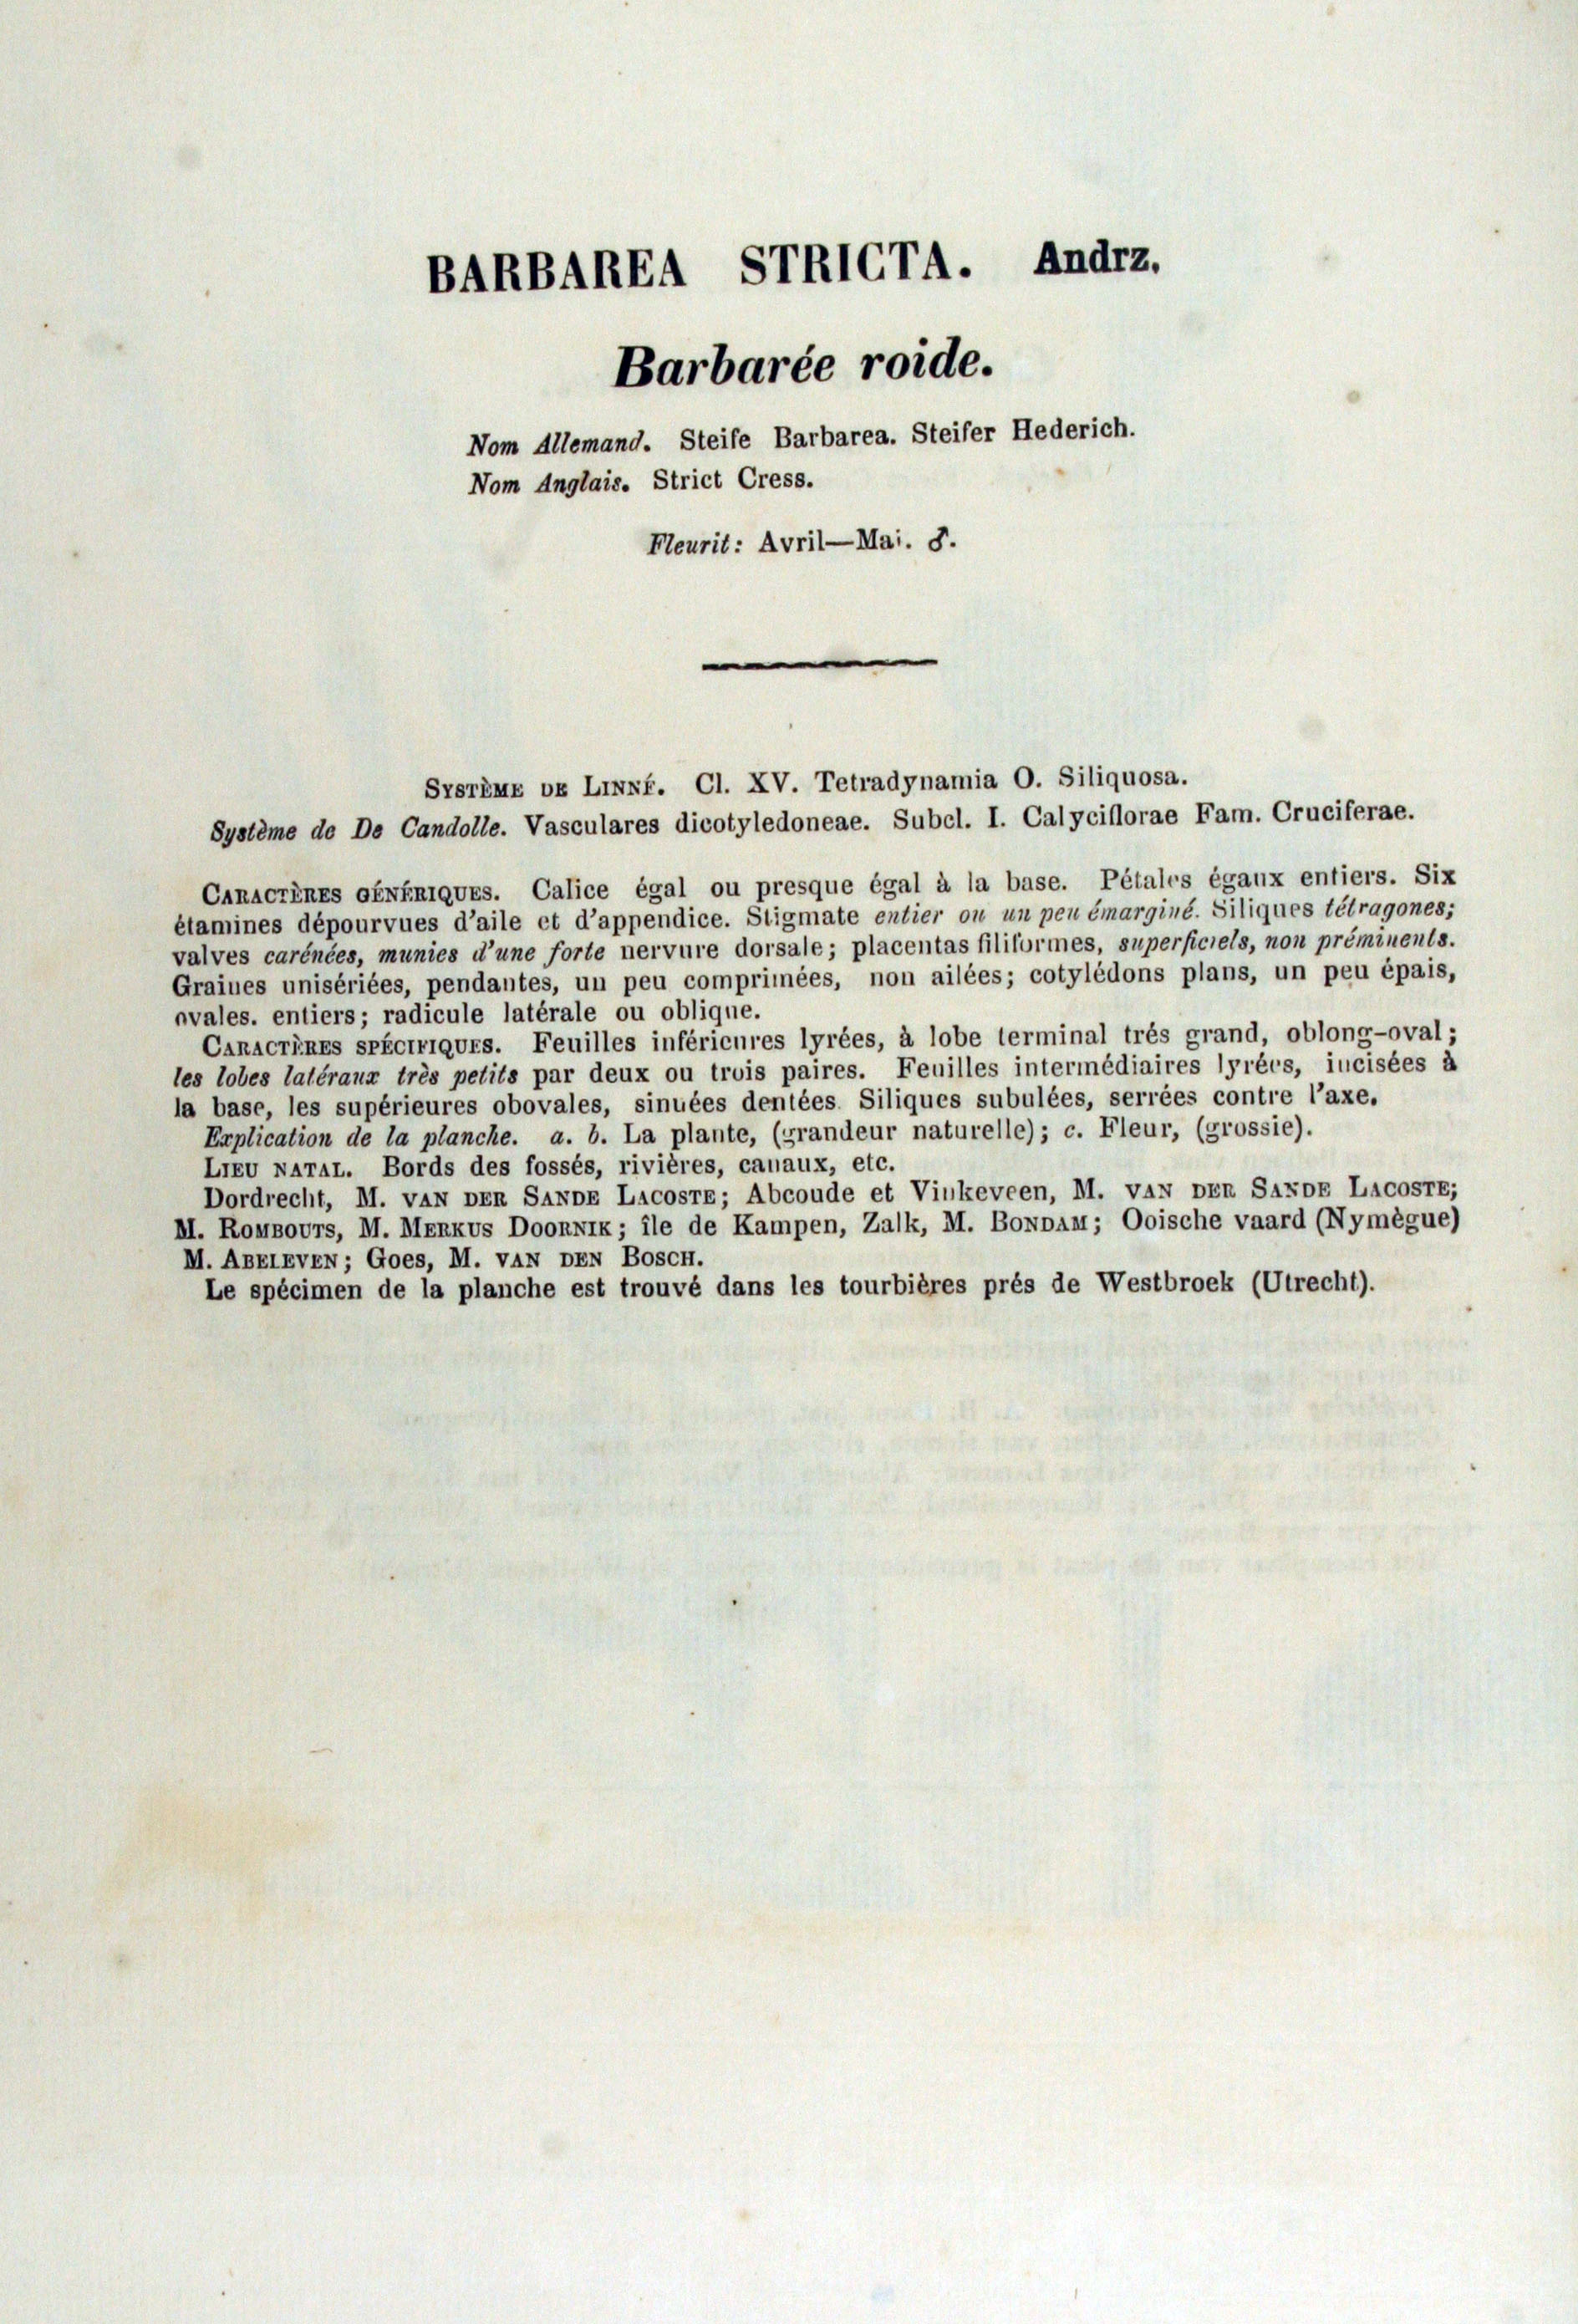 BARBAREA STRICTA. Andrz.
Barbarée roide.
Nom Allemand. Steife Barbarea. Steifer Hederich.
Nom Anglais. Strict Cress.
Fleurit: Avril—Mai. ♂.
SYSTÈME DE LINNÉ. Cl. XV. Tetradynamia O. Siliquosa.
Système de De Candolle. Vasculares dicotyledoneae. Subcl. I. Calyciflorae Fam. Cruciferae.
CARACTÈRES GÉNÉRIQUES. Calice égal ou presque égal à la base. Pétales égaux entiers. Six
étamines dépourvues d'aile et d'appendice. Stigmate entier ou un peu émarginé. Siliques tétragones;
valves carénées, munies d'une forte nervure dorsale; placentas filiformes, superficiels, non préminents.
Graines unisériées, pendantes, un peu comprimées, non ailées; cotylédons plans, un peu épais,
ovales. entiers; radicule latérale ou oblique.
CARACTÈRES SPÉCIFIQUES. Feuilles inférieures lyrées, à lobe terminal trés grand, oblong-oval;
les lobes latéraux très petits par deux ou trois paires. Feuilles intermédiaires lyrées, incisées à
la base, les supérieures obovales, sinuées dentées. Siliques subulées, serrées contre l'axe.
Explication de la planche. a. b. La plante, (grandeur naturelle); c. Fleur, (grossie).
LIEU NATAL. Bords des fossés, rivières, canaux, etc.
Dordrecht, M. VAN DER SANDE LACOSTE; Abcoude et Vinkeveen, M. VAN DER SANDE LACOSTE;
M. ROMBOUTS, M. MERKUS DOORNIK; île de Kampen, Zalk, M. BONDAM; Ooische vaard (Nymègue)
M. ABELEVEN; Goes, M. VAN DEN BOSCH.
Le spécimen de la planche est trouvé dans les tourbières prés de Westbroek (Utrecht).